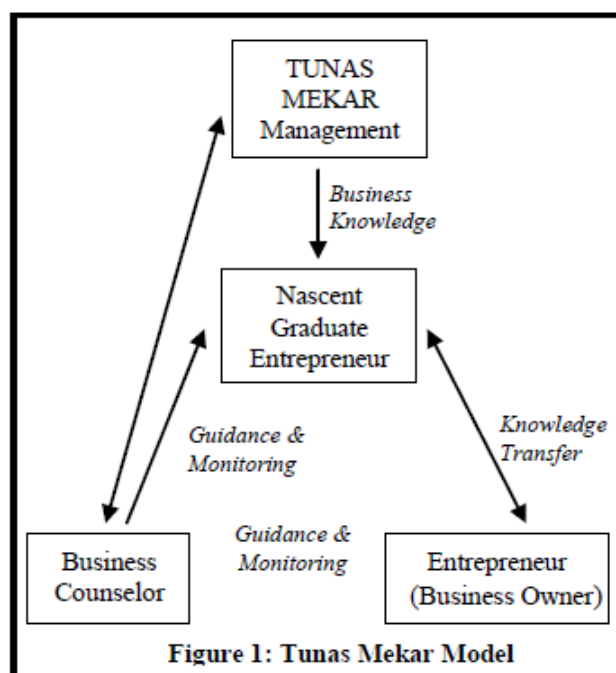 TUNAS
MEKAR
Management
Business
Knowledge
Nascent
Graduate
Entrepreneur
Guidance &
Monitoring
Knowledge
Transfer
Business
Counselor
Guidance &
Monitoring
Entrepreneur
(Business Owner)
Figure 1: Tunas Mekar Model